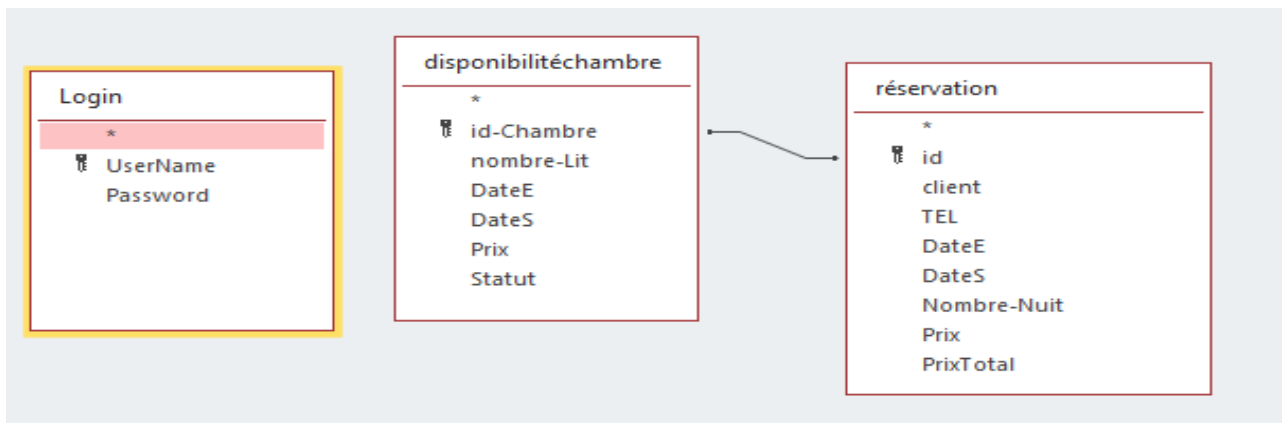 Login
*
UserName
Password
disponibilitéchambre
*
id-Chambre
nombre-Lit
DateE
DateS
Prix
Statut
réservation
*
id
client
TEL
DateE
DateS
Nombre-Nuit
Prix
PrixTotal